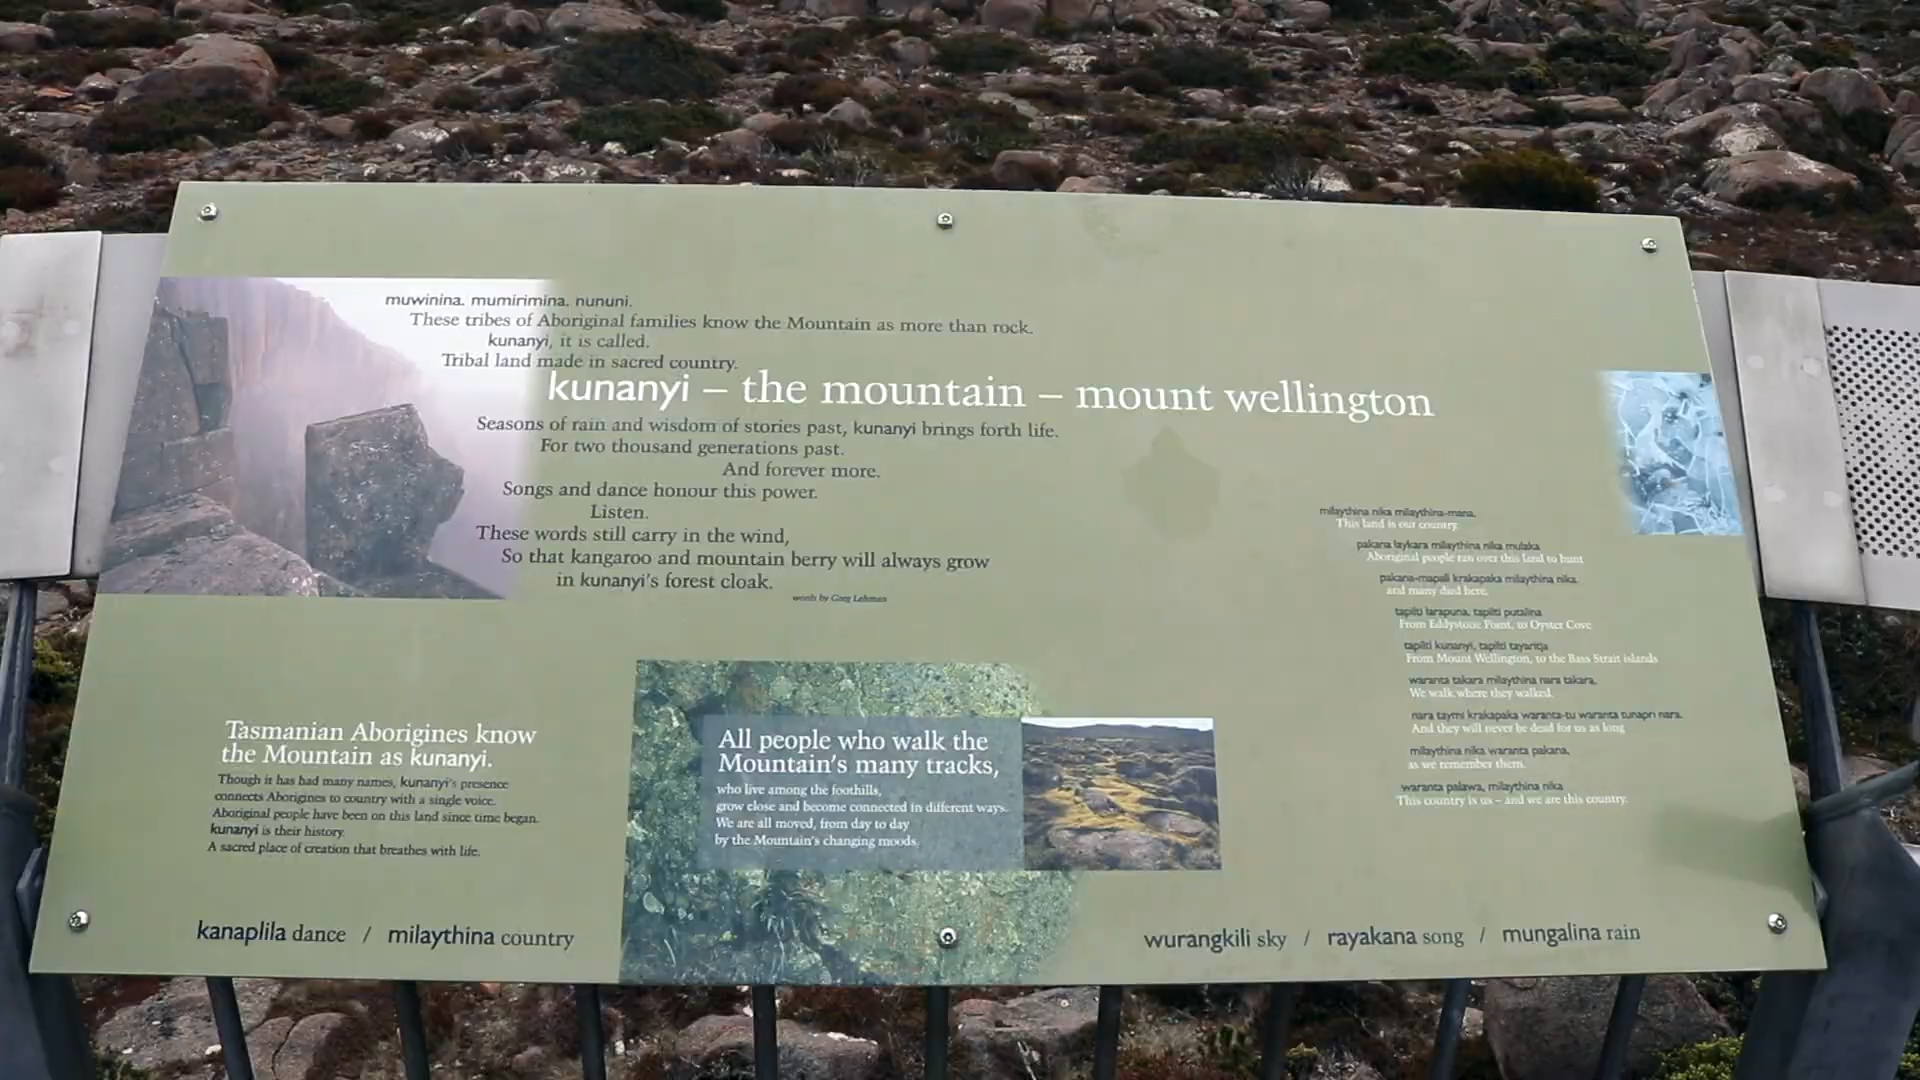 muwinina. mumirimina. nununi.
These tribes of Aboriginal families know the Mountain as more than rock.
kunanyi, it is called.
Tribal land made in sacred country.
kunanyi – the mountain – mount wellington
Seasons of rain and wisdom of stories past, kunanyi brings forth life.
For two thousand generations past.
And forever more.
Songs and dance honour this power.
Listen.
These words still carry in the wind,
So that kangaroo and mountain berry will always grow
in kunanyi's forest cloak.
words by Greg Lehman
milaythina nika milaythina-mana.
This land is our country.
pakana laykara milaythina nika mulaka
Aboriginal people ran over this land to hunt
pakana-mapali krakapaka milaythina nika.
and many died here.
tapilti larapuna, tapilti putalina
From Eddystone Point, to Oyster Cove
tapilti kunanyi, tapilti tayaritja
From Mount Wellington, to the Bass Strait islands
waranta takara milaythina nara takara.
We walk where they walked.
nara taymi krakapaka waranta-tu waranta tunapri nara.
And they will never be dead for us as long
milaythina nika waranta pakana,
as we remember them.
waranta palawa, milaythina nika
This country is us – and we are this country.
Tasmanian Aborigines know
the Mountain as kunanyi.
Though it has had many names, kunanyi's presence
connects Aborigines to country with a single voice.
Aboriginal people have been on this land since time began.
kunanyi is their history.
A sacred place of creation that breathes with life.
All people who walk the
Mountain's many tracks,
who live among the foothills,
grow close and become connected in different ways.
We are all moved, from day to day
by the Mountain's changing moods.
kanaplila dance / milaythina country
wurangkili sky / rayakana song / mungalina rain